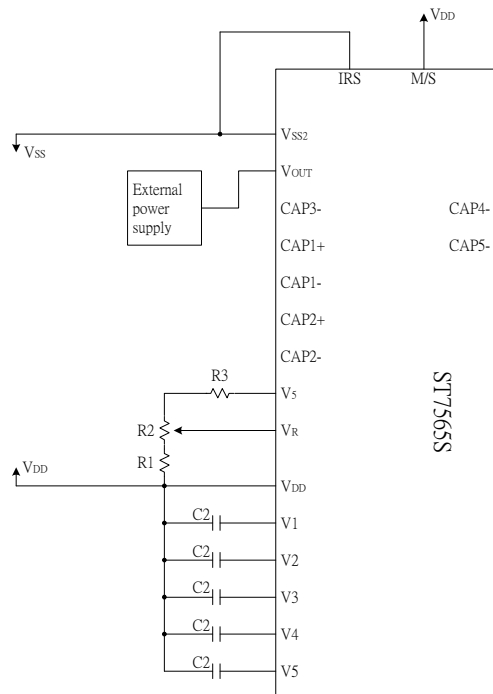 VDD
IRS M/S
VSS
VSS2
VOUT
External
power
supply
CAP3- CAP4-
CAP1+ CAP5-
CAP1-
CAP2+
CAP2-
R3 V5
R2 VR
R1
VDD VDD
C2 V1
C2 V2
C2 V3
C2 V4
C2 V5
ST7565S